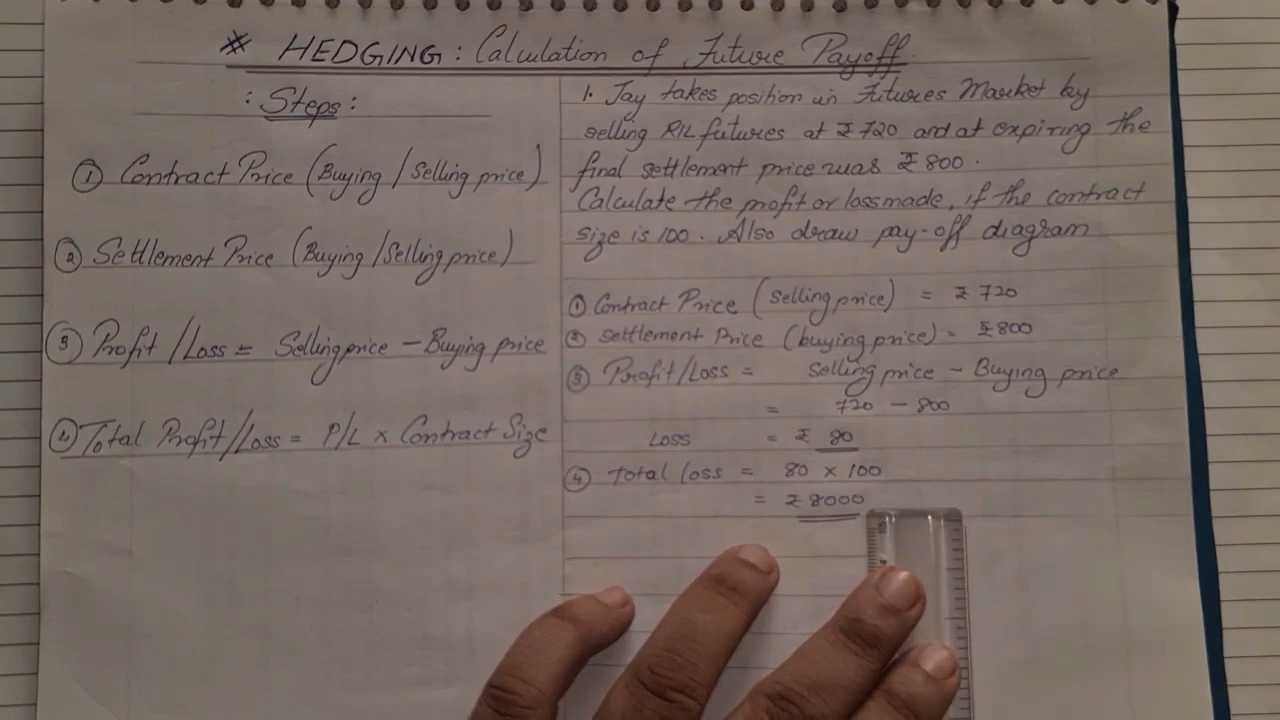 * HEDGING: Calculation of Future Payoff.
: Steps :
① Contract Price (Buying / Selling price)
② Settlement Price (Buying / Selling price)
③ Profit / Loss = Selling price - Buying price
④ Total Profit / Loss = P/L x Contract Size
1. Jay takes position in Futures Market by
selling RIL futures at ₹ 720 and at expiring the
final settlement price was ₹ 800.
Calculate the profit or loss made, if the contract
size is 100. Also draw pay-off diagram
① Contract Price (selling price) = ₹ 720
② Settlement Price (buying price) = ₹ 800
③ Profit/Loss = Selling price - Buying price
= 720 - 800
Loss = ₹ 80
④ Total loss = 80 x 100
= ₹ 8000
15